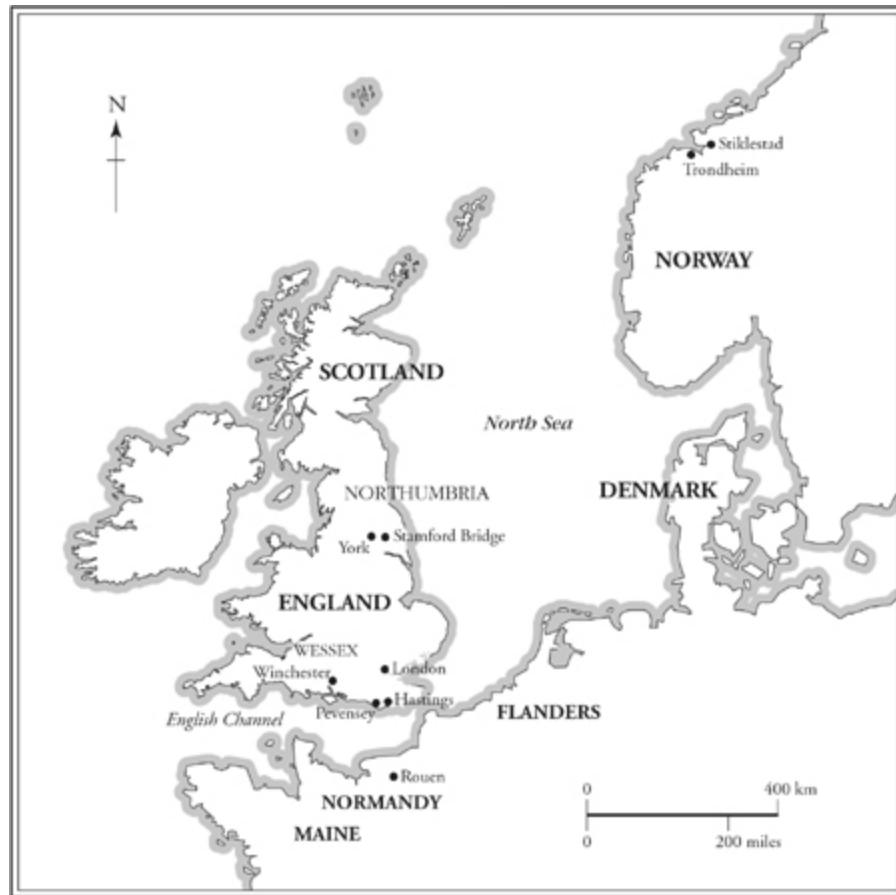 N
Stiklestad
Trondheim
NORWAY
SCOTLAND
North Sea
NORTHUMBRIA
DENMARK
York
Stamford Bridge
ENGLAND
WESSEX
Winchester
London
Hastings
Pevensey
English Channel
FLANDERS
Rouen
NORMANDY
MAINE
0 400 km
0 200 miles